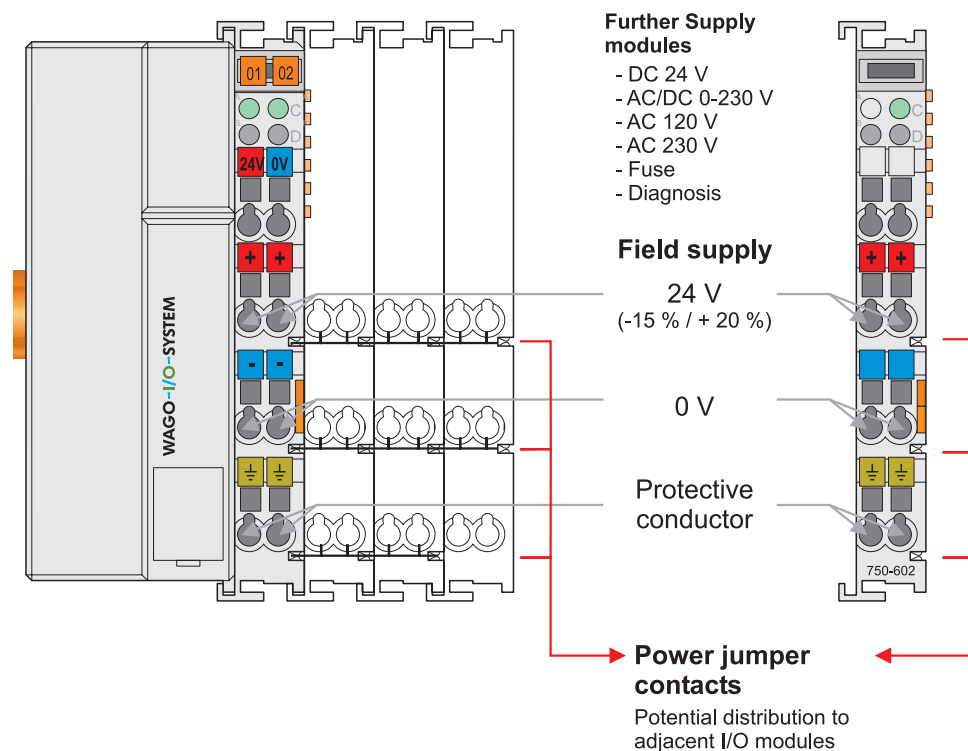 Further Supply
modules
- DC 24 V
- AC/DC 0-230 V
- AC 120 V
- AC 230 V
- Fuse
- Diagnosis
01 02
A
C
B
D
24V 0V
+ +
- -
WAGO-I/O-SYSTEM
Field supply
24 V
(-15 % / + 20 %)
0 V
Protective
conductor
A
C
B
D
+ +
750-602
Power jumper
contacts
Potential distribution to
adjacent I/O modules